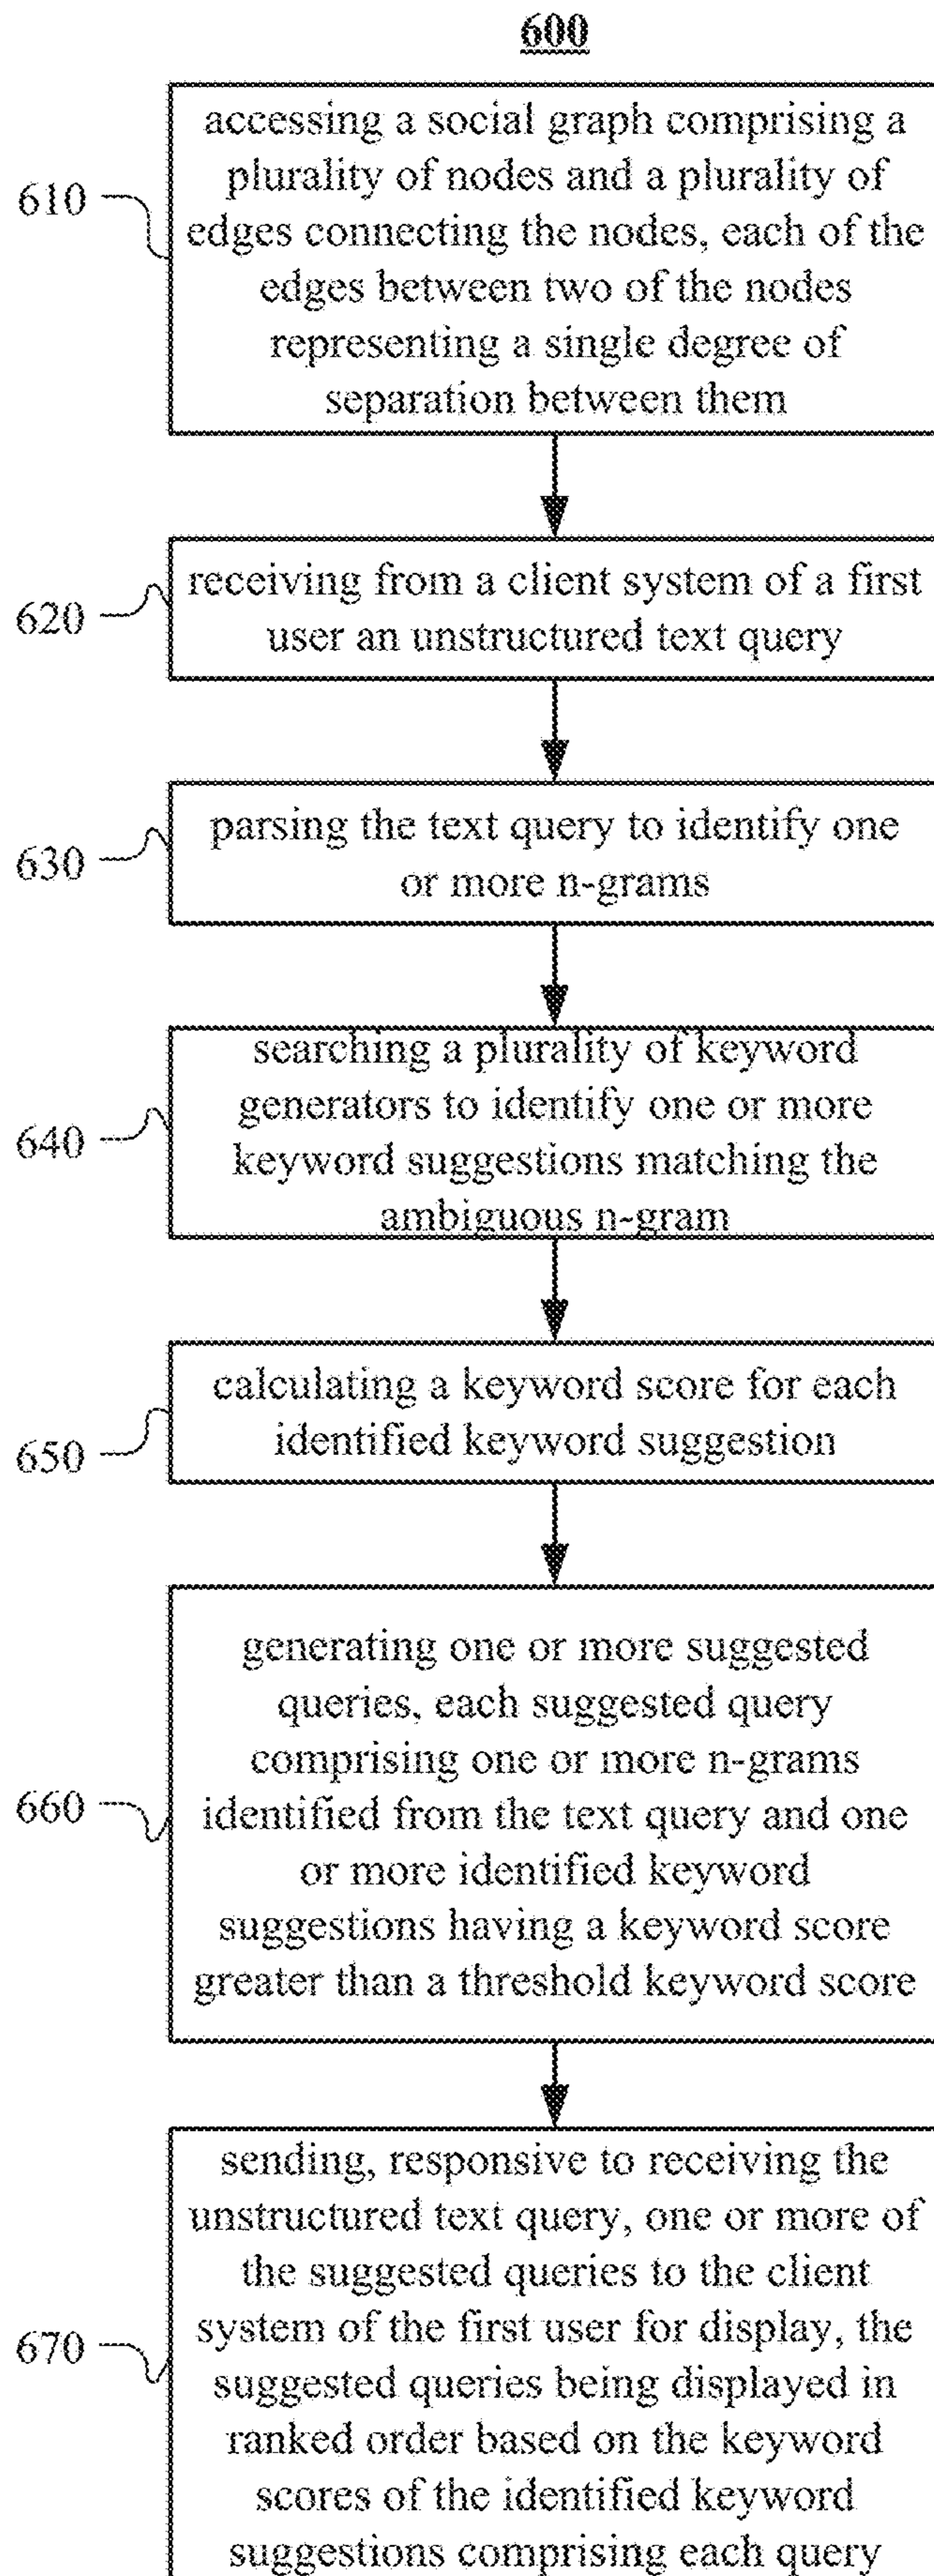 600
accessing a social graph comprising a
plurality of nodes and a plurality of
edges connecting the nodes, each of the
edges between two of the nodes
representing a single degree of
separation between them
610
receiving from a client system of a first
user an unstructured text query
620
parsing the text query to identify one
or more n-grams
630
searching a plurality of keyword
generators to identify one or more
keyword suggestions matching the
ambiguous n-gram
640
calculating a keyword score for each
identified keyword suggestion
650
generating one or more suggested
queries, each suggested query
comprising one or more n-grams
identified from the text query and one
or more identified keyword
suggestions having a keyword score
greater than a threshold keyword score
660
sending, responsive to receiving the
unstructured text query, one or more of
the suggested queries to the client
system of the first user for display, the
suggested queries being displayed in
ranked order based on the keyword
scores of the identified keyword
suggestions comprising each query
670